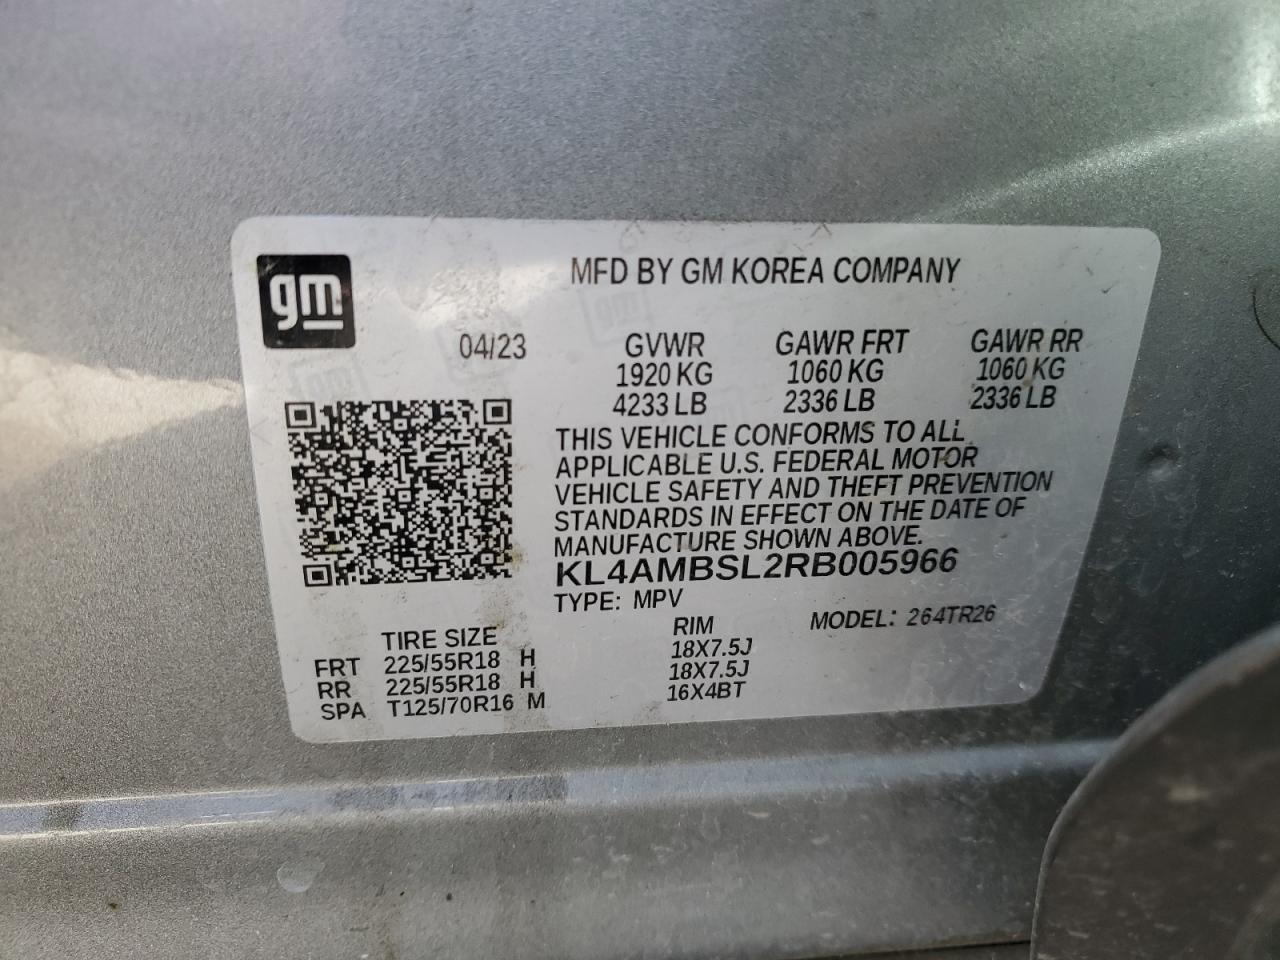 gm
MFD BY GM KOREA COMPANY
04/23 GVWR GAWR FRT GAWR RR
1920 KG 1060 KG 1060 KG
4233 LB 2336 LB 2336 LB
THIS VEHICLE CONFORMS TO ALL
APPLICABLE U.S. FEDERAL MOTOR
VEHICLE SAFETY AND THEFT PREVENTION
STANDARDS IN EFFECT ON THE DATE OF
MANUFACTURE SHOWN ABOVE.
KL4AMBSL2RB005966
TYPE: MPV MODEL: 264TR26
TIRE SIZE RIM
FRT 225/55R18 H 18X7.5J
RR 225/55R18 H 18X7.5J
SPA T125/70R16 M 16X4BT